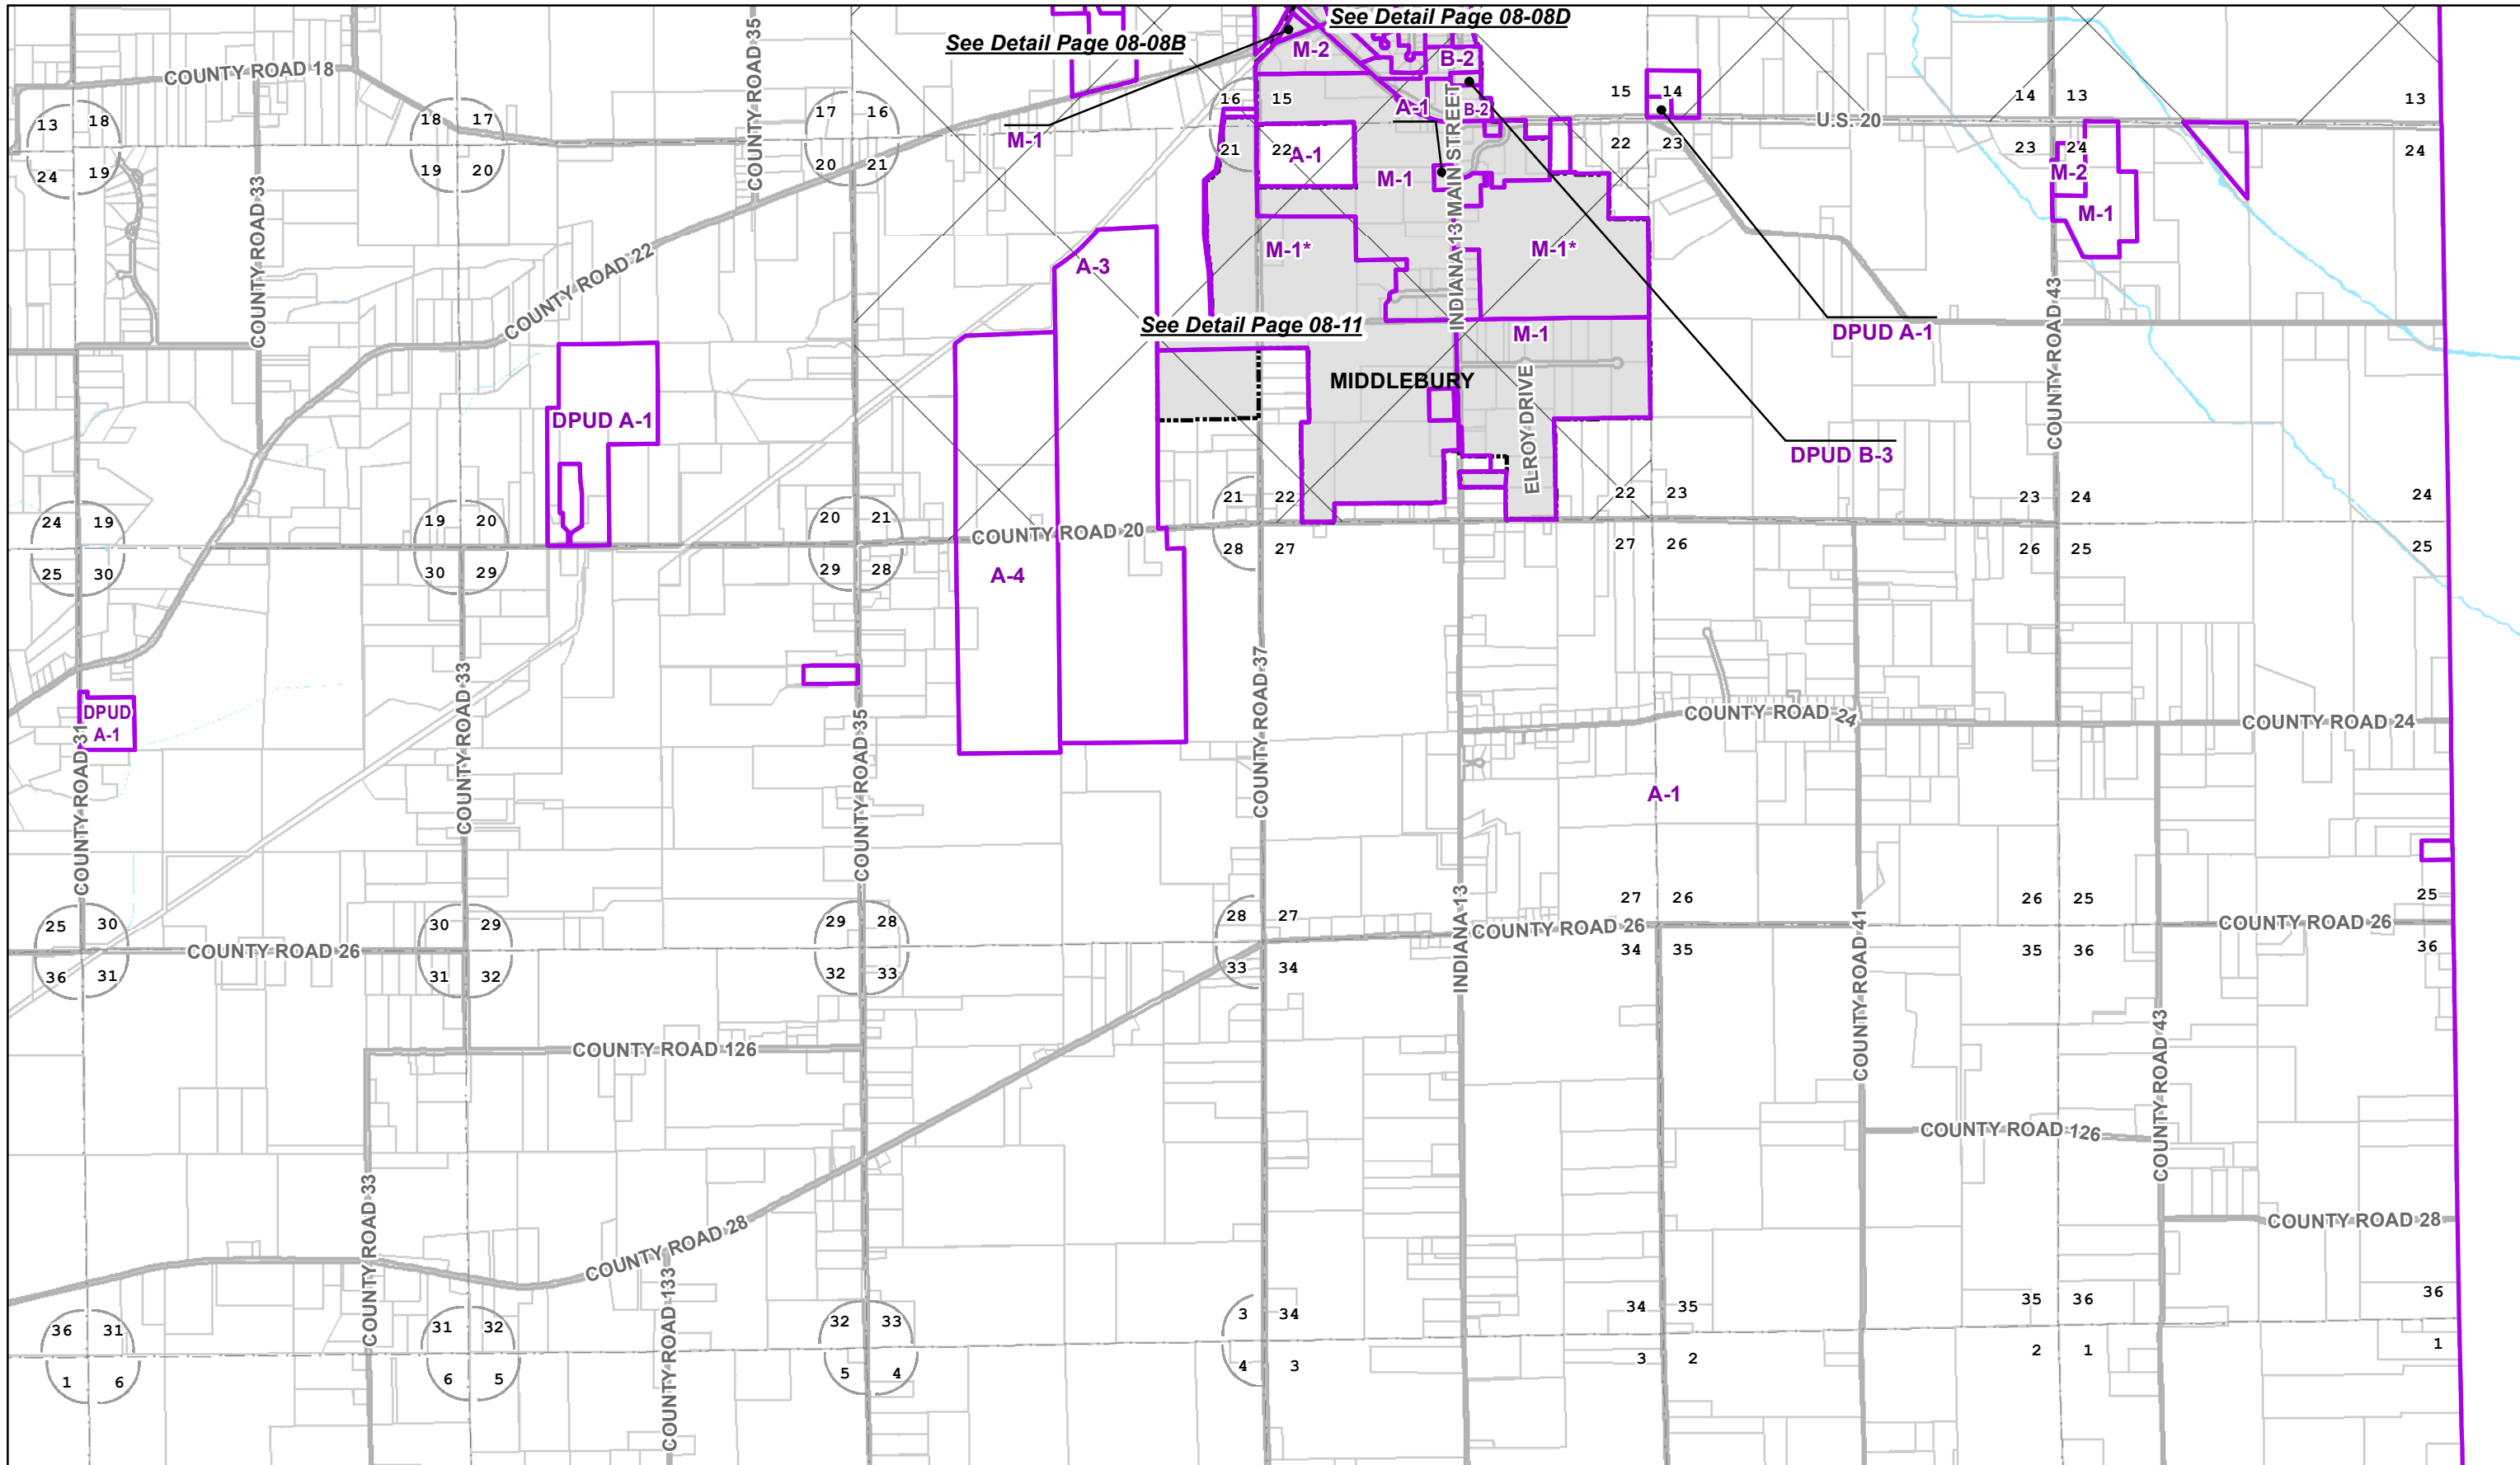 See Detail Page 08-08D
See Detail Page 08-08B
M-2
B-2
COUNTY ROAD 18
COUNTY ROAD 35
COUNTY ROAD 33
13 18
24 19
18 17
19 20
17 16
20 21
16 15
21 22
M-1
A-1
B-2
15 14
22 23
U.S. 20
14 13
23 24
13
24
A-1
M-1
INDIANA 13 MAIN STREET
M-2
M-1
COUNTY ROAD 22
A-3
M-1*
M-1*
COUNTY ROAD 43
See Detail Page 08-11
M-1
DPUD A-1
MIDDLEBURY
ELROY DRIVE
DPUD A-1
DPUD B-3
24 19
25 30
19 20
30 29
20 21
29 28
21 22
28 27
22 23
27 26
23 24
26 25
24
25
COUNTY ROAD 20
A-4
DPUD
A-1
COUNTY ROAD 31
COUNTY ROAD 33
COUNTY ROAD 35
COUNTY ROAD 37
COUNTY ROAD 24
COUNTY ROAD 24
A-1
25 30
36 31
30 29
31 32
29 28
32 33
28 27
33 34
27 26
34 35
26 25
35 36
25
36
COUNTY ROAD 26
COUNTY ROAD 26
COUNTY ROAD 26
INDIANA 13
COUNTY ROAD 41
COUNTY ROAD 43
COUNTY ROAD 126
COUNTY ROAD 126
COUNTY ROAD 33
COUNTY ROAD 28
COUNTY ROAD 28
COUNTY ROAD 133
36 31
1 6
31 32
6 5
32 33
5 4
3 34
4 3
34 35
3 2
35 36
2 1
36
1